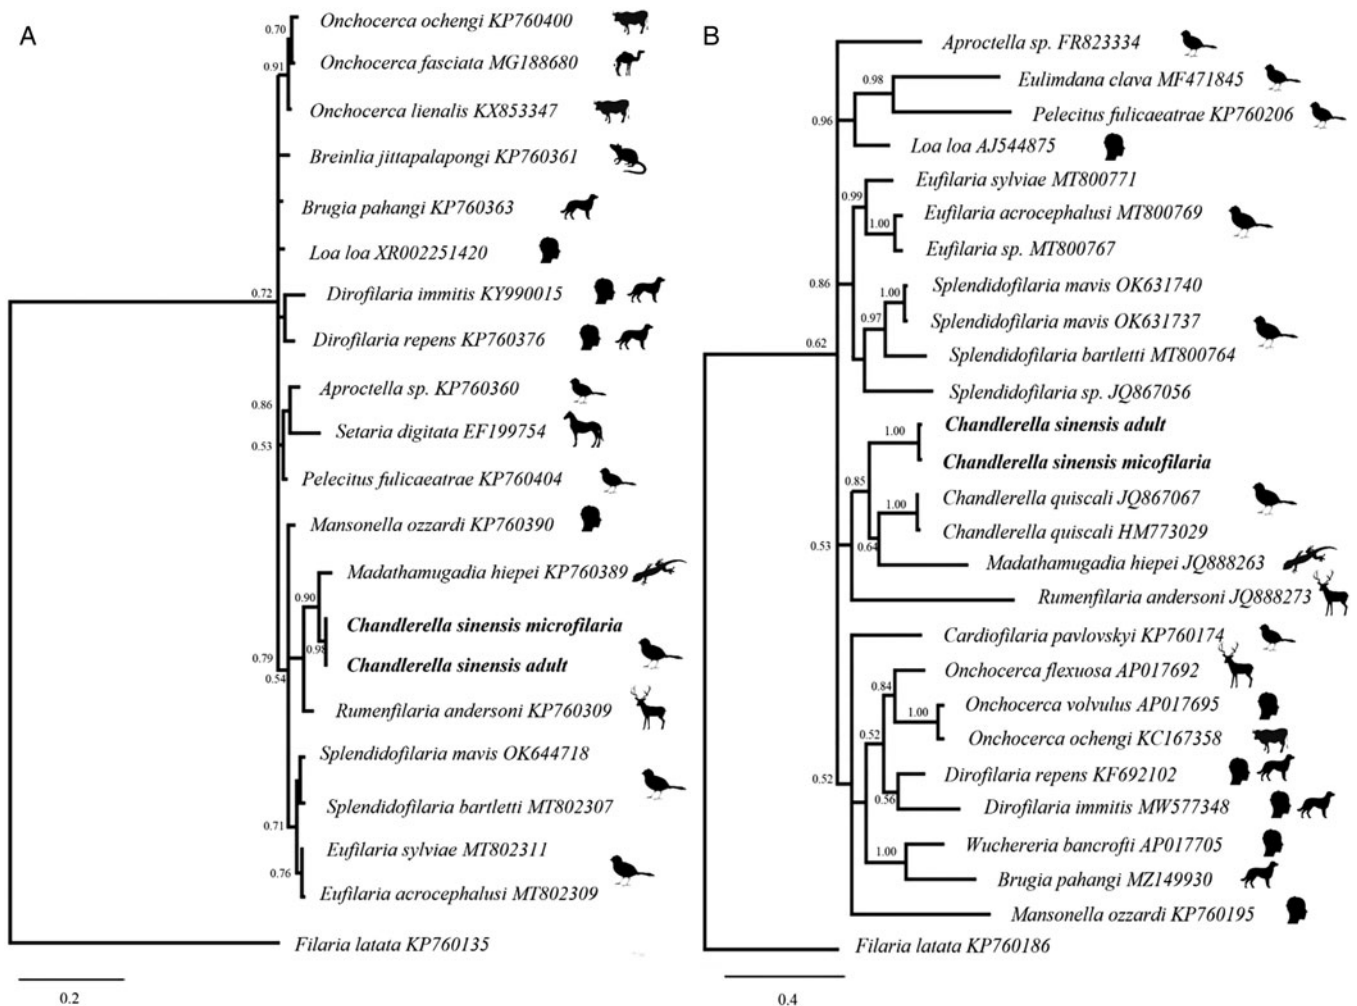 A
0.70
Onchocerca ochengi KP760400
0.91
Onchocerca fasciata MG188680
Onchocerca lienalis KX853347
Breinlia jittapalapongi KP760361
Brugia pahangi KP760363
Loa loa XR002251420
0.72
Dirofilaria immitis KY990015
Dirofilaria repens KP760376
Aproctella sp. KP760360
0.86
Setaria digitata EF199754
0.53
Pelecitus fulicaeatrae KP760404
Mansonella ozzardi KP760390
Madathamugadia hiepei KP760389
0.90
Chandlerella sinensis microfilaria
0.98
Chandlerella sinensis adult
0.79
0.54
Rumenfilaria andersoni KP760309
Splendidofilaria mavis OK644718
Splendidofilaria bartletti MT802307
0.71
Eufilaria sylviae MT802311
0.76
Eufilaria acrocephalusi MT802309
Filaria latata KP760135
0.2
B
Aproctella sp. FR823334
0.98
Eulimdana clava MF471845
0.96
Pelecitus fulicaeatrae KP760206
Loa loa AJ544875
Eufilaria sylviae MT800771
0.99
Eufilaria acrocephalusi MT800769
1.00
Eufilaria sp. MT800767
0.86
Splendidofilaria mavis OK631740
1.00
Splendidofilaria mavis OK631737
0.97
0.62
Splendidofilaria bartletti MT800764
Splendidofilaria sp. JQ867056
Chandlerella sinensis adult
1.00
Chandlerella sinensis micofilaria
0.85
Chandlerella quiscali JQ867067
1.00
Chandlerella quiscali HM773029
0.53
0.64
Madathamugadia hiepei JQ888263
Rumenfilaria andersoni JQ888273
Cardiofilaria pavlovskyi KP760174
Onchocerca flexuosa AP017692
0.84
Onchocerca volvulus AP017695
1.00
0.52
Onchocerca ochengi KC167358
0.52
Dirofilaria repens KF692102
0.56
Dirofilaria immitis MW577348
Wuchereria bancrofti AP017705
1.00
Brugia pahangi MZ149930
Mansonella ozzardi KP760195
Filaria latata KP760186
0.4